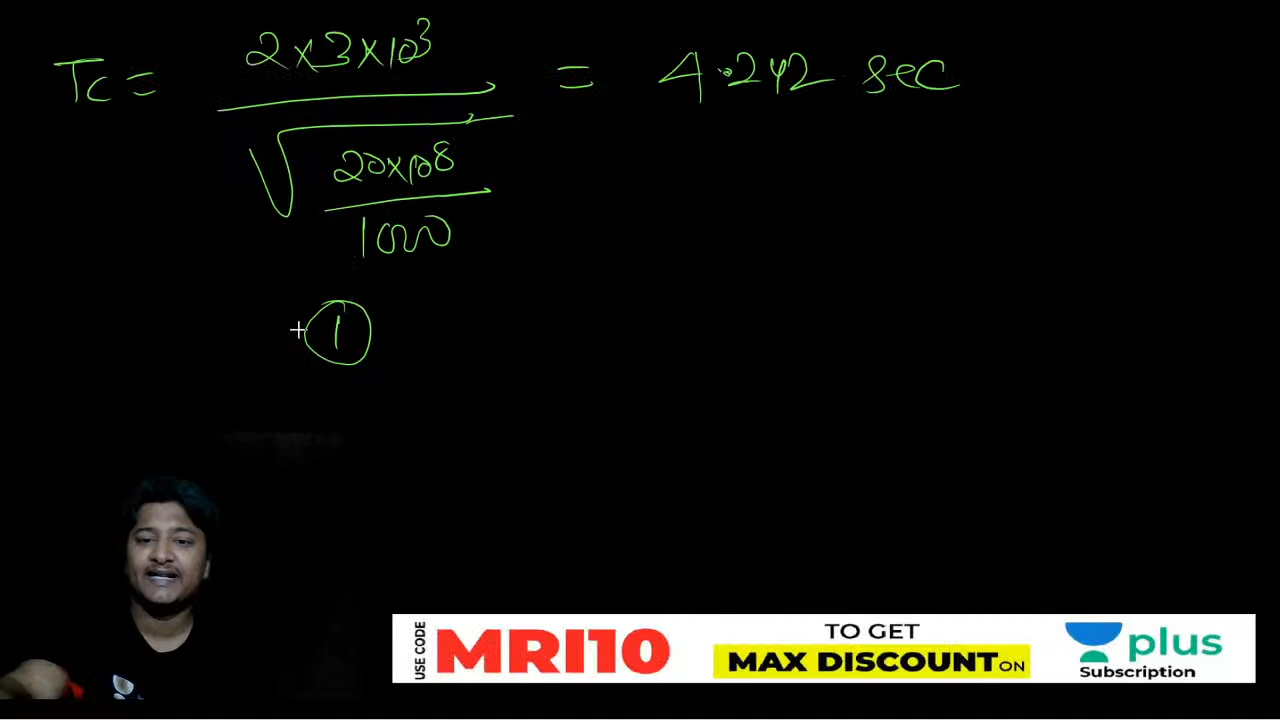 Tc = 2×3×10³ / √(20×10⁸ / 1000) = 4.242 sec
1
USE CODE
MRI10
TO GET
MAX DISCOUNT ON
plus
Subscription